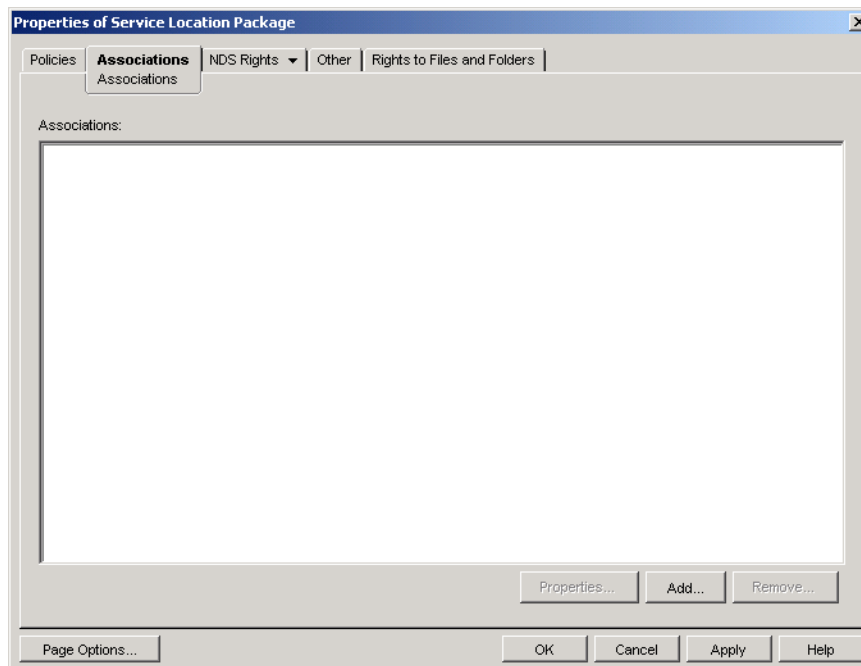 Properties of Service Location Package
Policies Associations NDS Rights Other Rights to Files and Folders
Associations
Associations:
Properties... Add... Remove...
Page Options... OK Cancel Apply Help